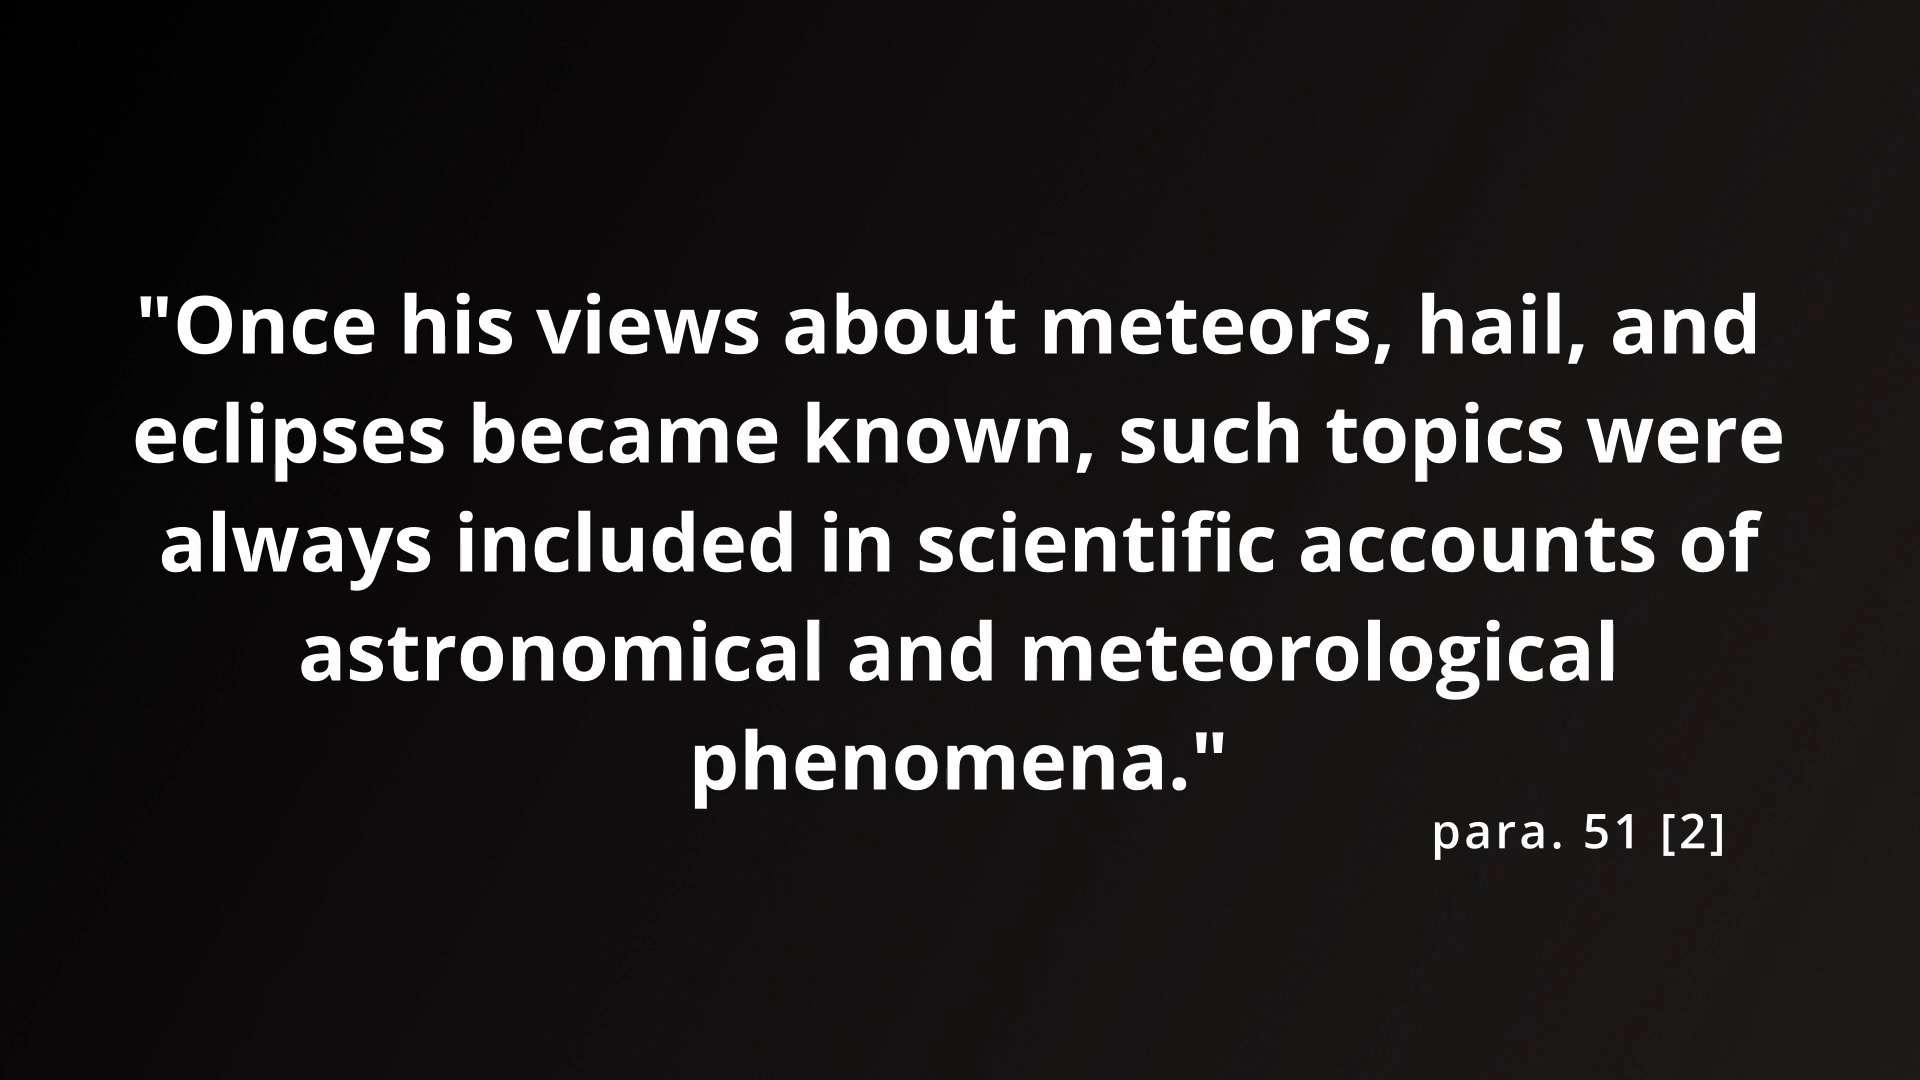 "Once his views about meteors, hail, and
eclipses became known, such topics were
always included in scientific accounts of
astronomical and meteorological
phenomena."
para. 51 [2]